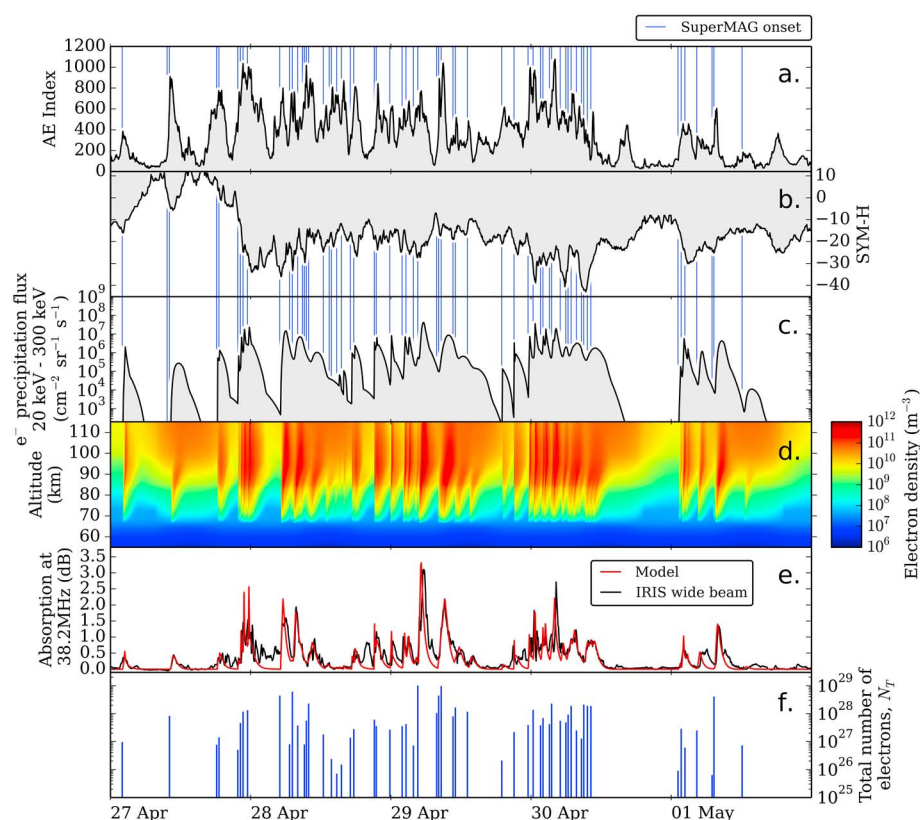 SuperMAG onset
a.
AE Index
1200
1000
800
600
400
200
0
b.
SYM-H
10
0
−10
−20
−30
−40
c.
e⁻ precipitation flux
20 keV - 300 keV
(cm⁻² sr⁻¹ s⁻¹)
10⁹
10⁹
10⁸
10⁷
10⁶
10⁵
10⁴
10³
d.
Altitude
(km)
110
100
90
80
70
60
Electron density (m⁻³)
10¹²
10¹¹
10¹⁰
10⁹
10⁸
10⁷
10⁶
e.
Absorption at
38.2MHz (dB)
3.5
3.0
2.5
2.0
1.5
1.0
0.5
0.0
Model
IRIS wide beam
f.
Total number of
electrons, N_T
10²⁹
10²⁸
10²⁷
10²⁶
10²⁵
27 Apr 28 Apr 29 Apr 30 Apr 01 May